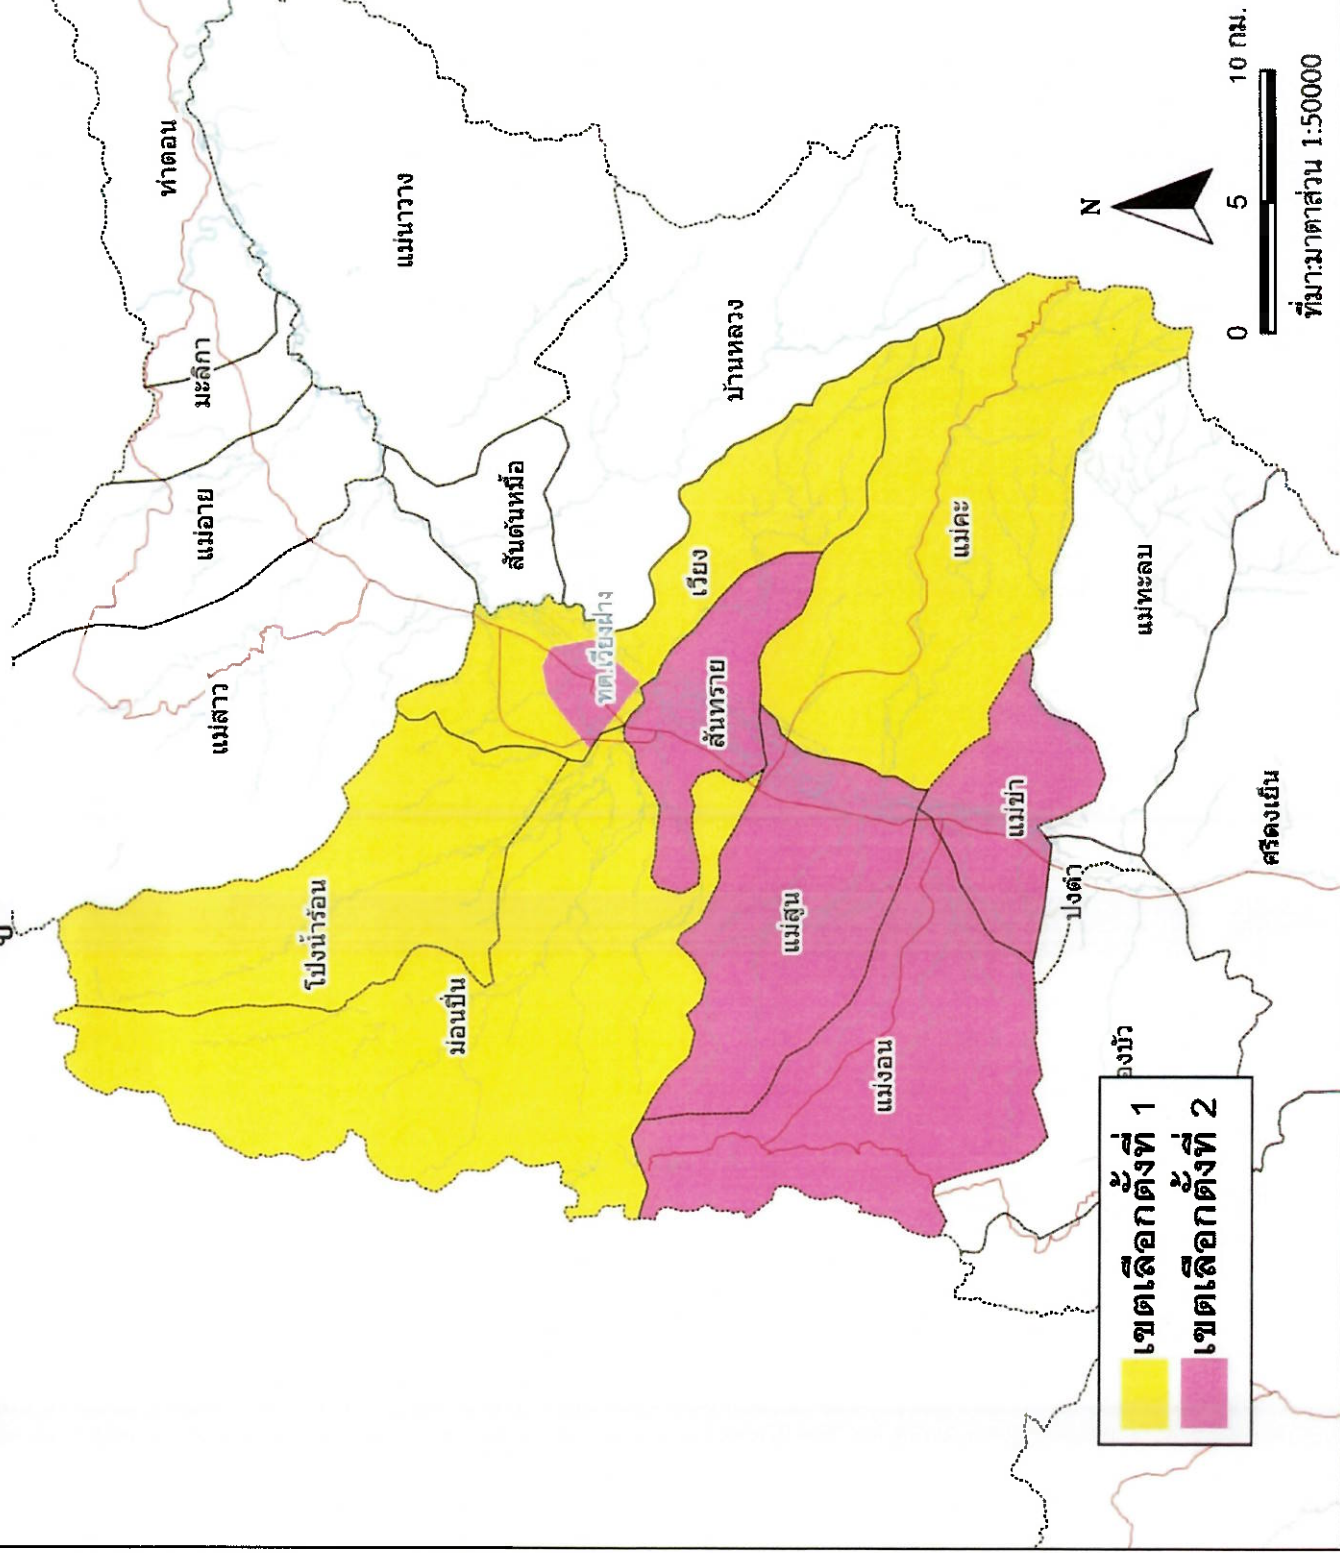 ท่าตอน
แม่นาวาง
มะลิกา
แม่อาย
สันต้นหมื้อ
บ้านหลวง
แม่สาว
ทต.เวียงฝาง
เวียง
สันทราย
แม่คะ
แม่ทะลบ
โป่งน้ำร้อน
ม่อนปิ่น
แม่สูน
แม่งอน
แม่ข่า
ปงตำ
ศรีดงเย็น
องบัว
N
0 5 10 กม.
ที่มา:มาตาส่วน 1:50000
เขตเลือกตั้งที่ 1
เขตเลือกตั้งที่ 2